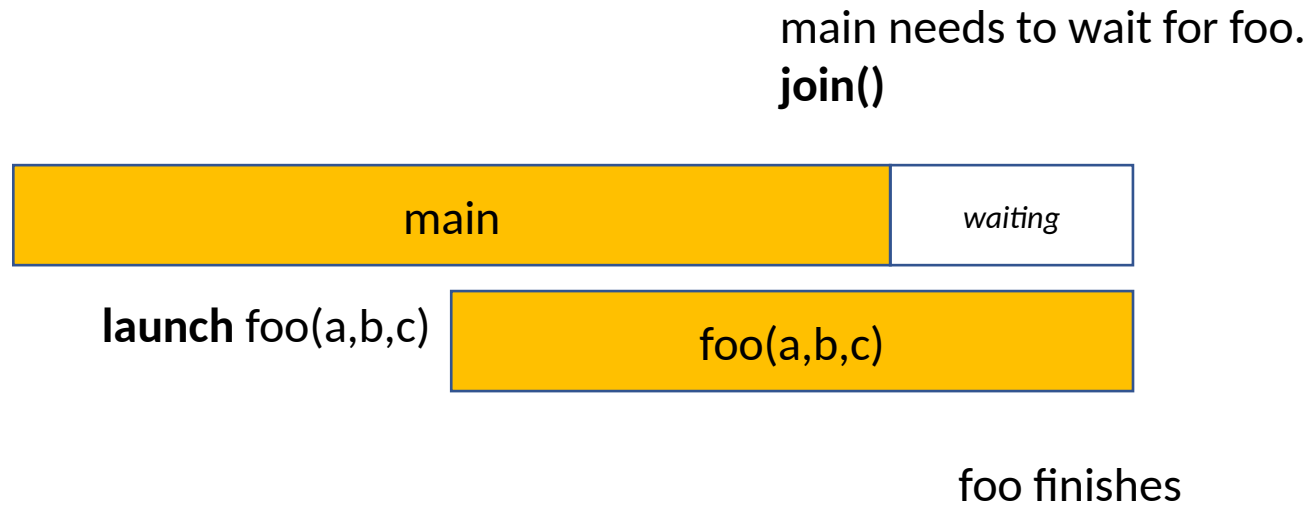 main needs to wait for foo.
join()
main
waiting
launch foo(a,b,c)
foo(a,b,c)
foo finishes